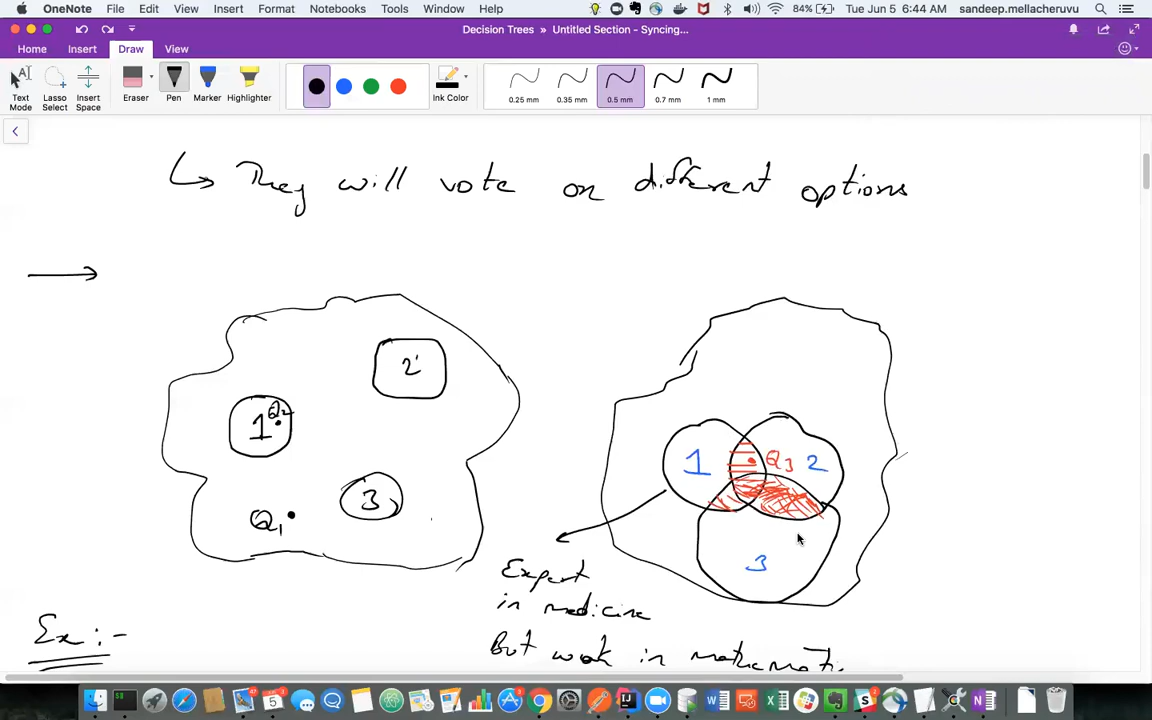 OneNote File Edit View Insert Format Notebooks Tools Window Help 84% Tue Jun 5 6:44 AM sandeep.mellacheruvu
Decision Trees » Untitled Section - Syncing...
Home Insert Draw View
Text Mode
Lasso Select
Insert Space
Eraser
Pen
Marker
Highlighter
Ink Color
0.25 mm
0.35 mm
0.5 mm
0.7 mm
1 mm
They will vote on different options
2
1 Q2
3
Q1
1 Q3 2
3
Expert
in medicine
But weak in mathemati
Ex :-